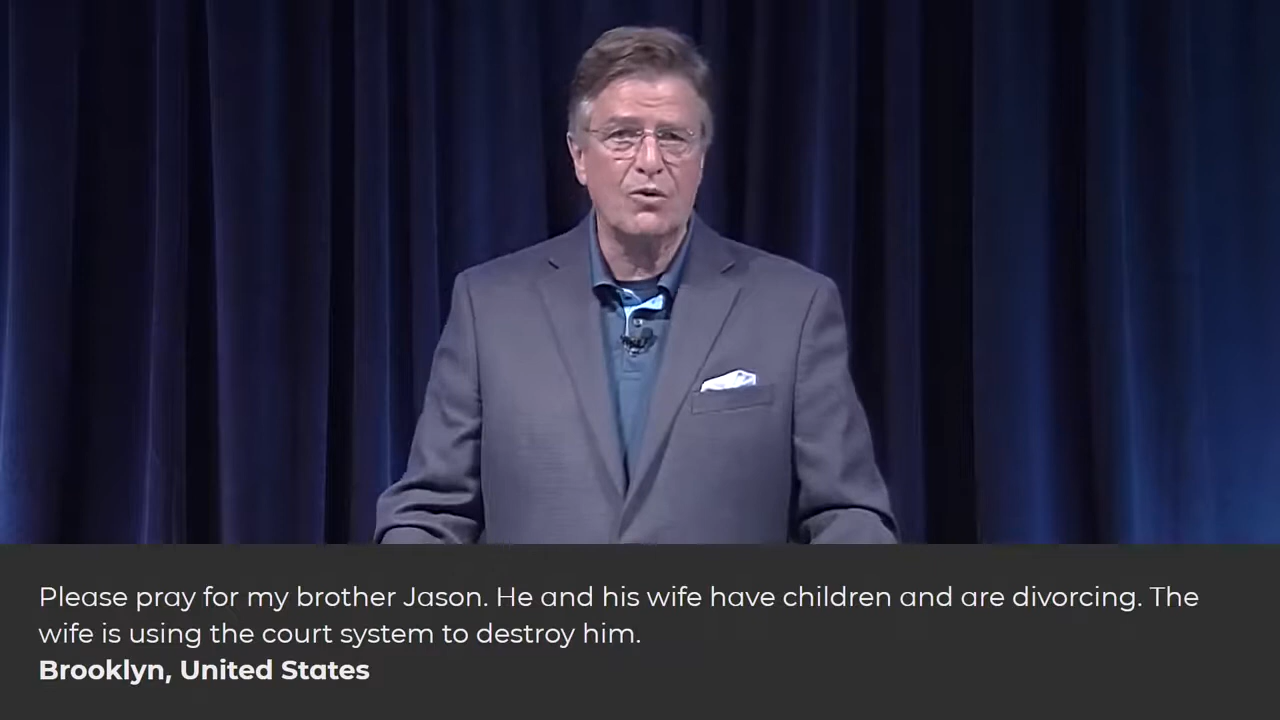 Please pray for my brother Jason. He and his wife have children and are divorcing. The
wife is using the court system to destroy him.
Brooklyn, United States